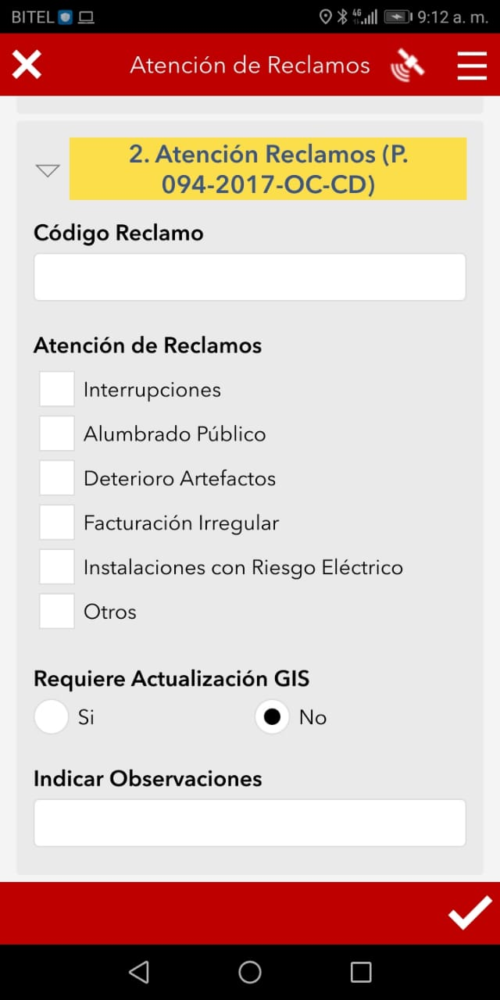 BITEL
4G
9:12 a. m.
Atención de Reclamos
2. Atención Reclamos (P.
094-2017-OC-CD)
Código Reclamo
Atención de Reclamos
Interrupciones
Alumbrado Público
Deterioro Artefactos
Facturación Irregular
Instalaciones con Riesgo Eléctrico
Otros
Requiere Actualización GIS
Si
No
Indicar Observaciones